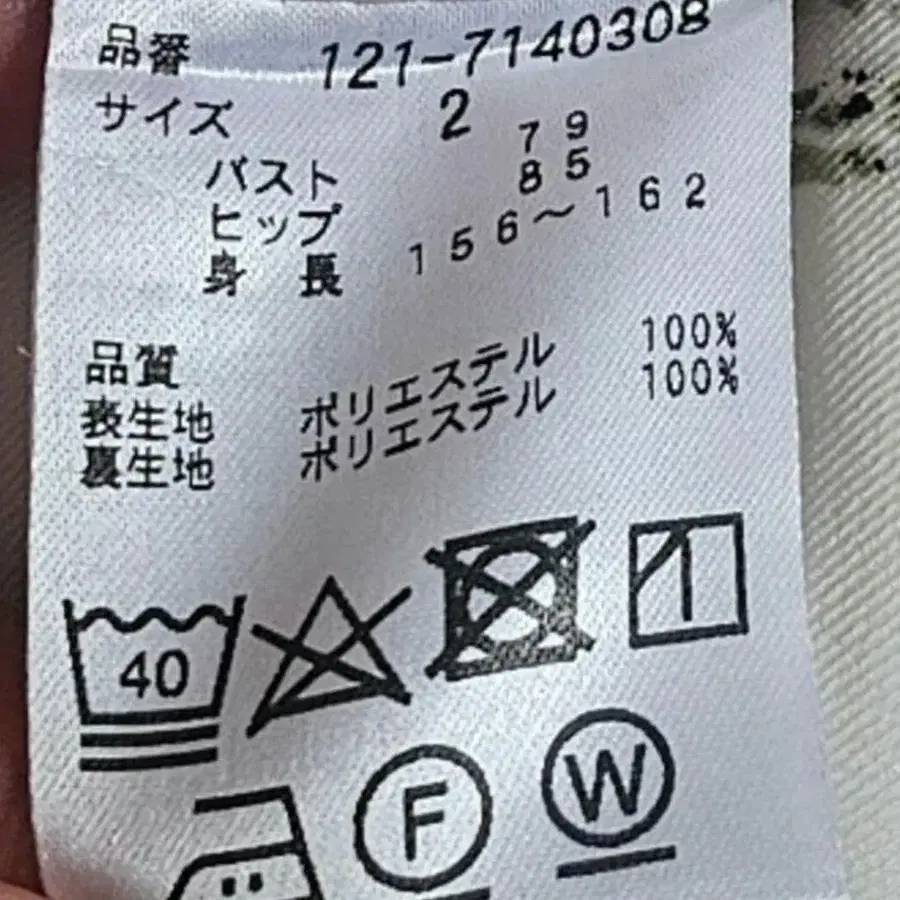 品番 121-7140308
サイズ 2
バスト 79
ヒップ 85
身長 156～162
品質
表生地 ポリエステル 100%
裏生地 ポリエステル 100%
40
F W